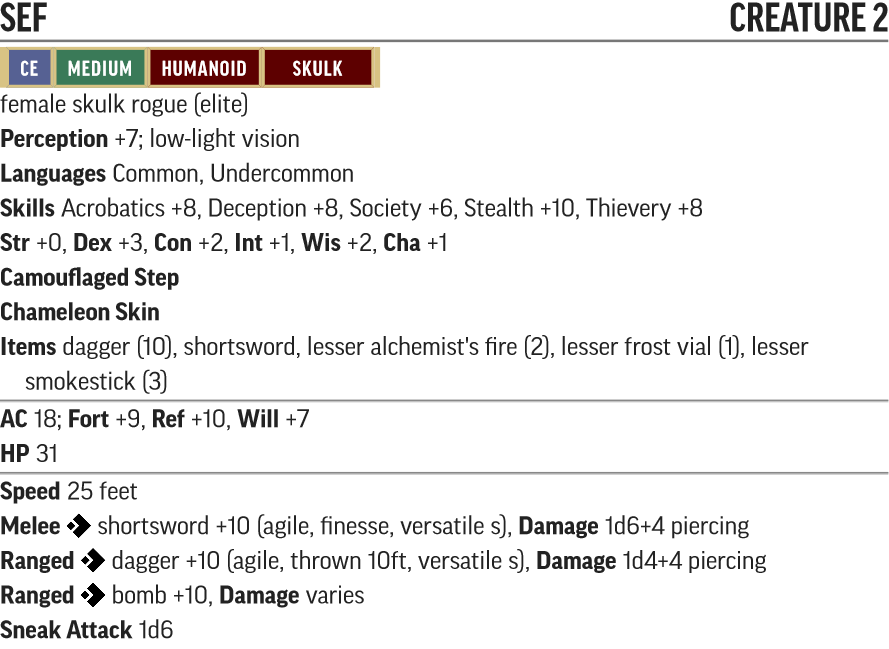 SEF CREATURE 2
CE MEDIUM HUMANOID SKULK
female skulk rogue (elite)
Perception +7; low-light vision
Languages Common, Undercommon
Skills Acrobatics +8, Deception +8, Society +6, Stealth +10, Thievery +8
Str +0, Dex +3, Con +2, Int +1, Wis +2, Cha +1
Camouflaged Step
Chameleon Skin
Items dagger (10), shortsword, lesser alchemist's fire (2), lesser frost vial (1), lesser
smokestick (3)
AC 18; Fort +9, Ref +10, Will +7
HP 31
Speed 25 feet
Melee shortsword +10 (agile, finesse, versatile s), Damage 1d6+4 piercing
Ranged dagger +10 (agile, thrown 10ft, versatile s), Damage 1d4+4 piercing
Ranged bomb +10, Damage varies
Sneak Attack 1d6